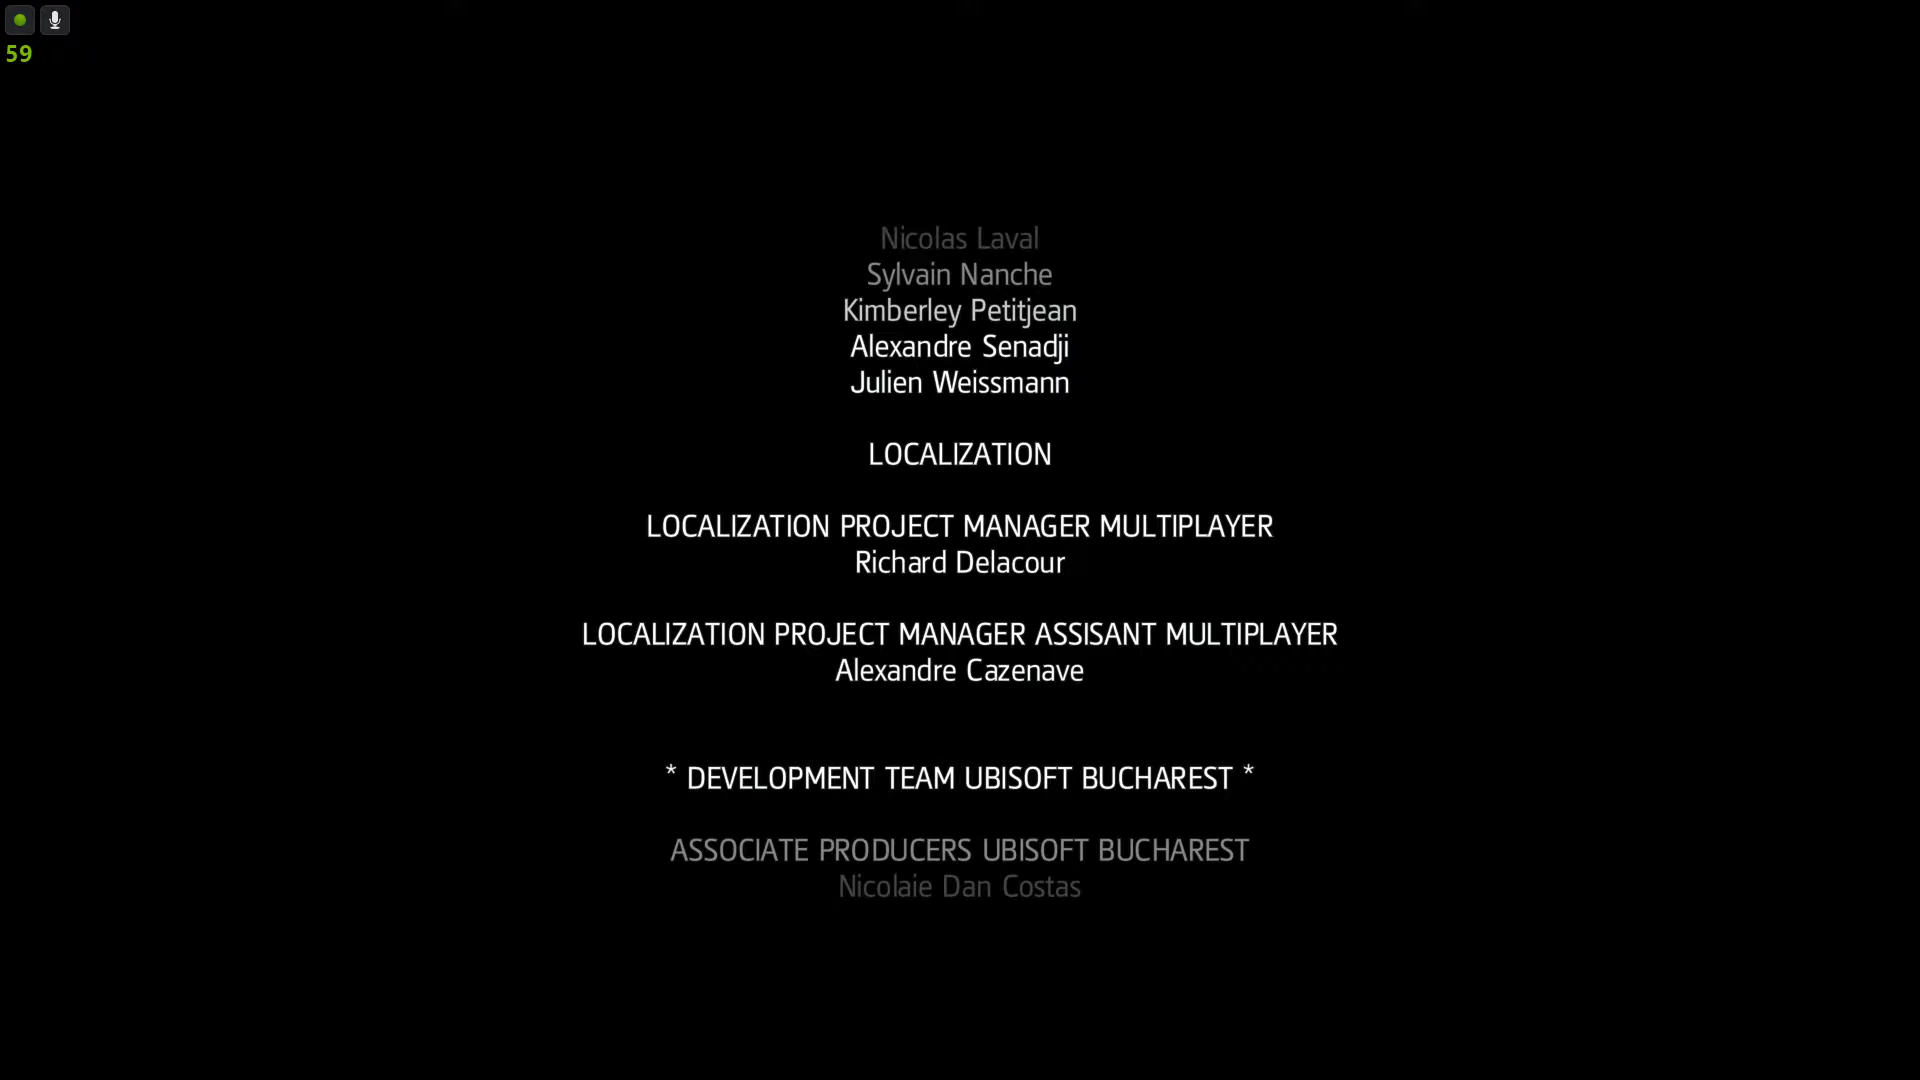 59
Nicolas Laval
Sylvain Nanche
Kimberley Petitjean
Alexandre Senadji
Julien Weissmann
LOCALIZATION
LOCALIZATION PROJECT MANAGER MULTIPLAYER
Richard Delacour
LOCALIZATION PROJECT MANAGER ASSISANT MULTIPLAYER
Alexandre Cazenave
* DEVELOPMENT TEAM UBISOFT BUCHAREST *
ASSOCIATE PRODUCERS UBISOFT BUCHAREST
Nicolaie Dan Costas